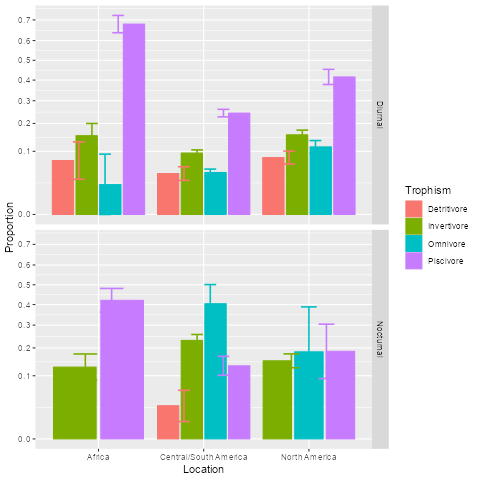 Proportion
0.7
0.6
0.5
0.4
0.3
0.2
0.1
0.0
Diurnal
0.7
0.6
0.5
0.4
0.3
0.2
0.1
0.0
Nocturnal
Africa
Central/South America
North America
Location
Trophism
Detritivore
Invertivore
Omnivore
Piscivore